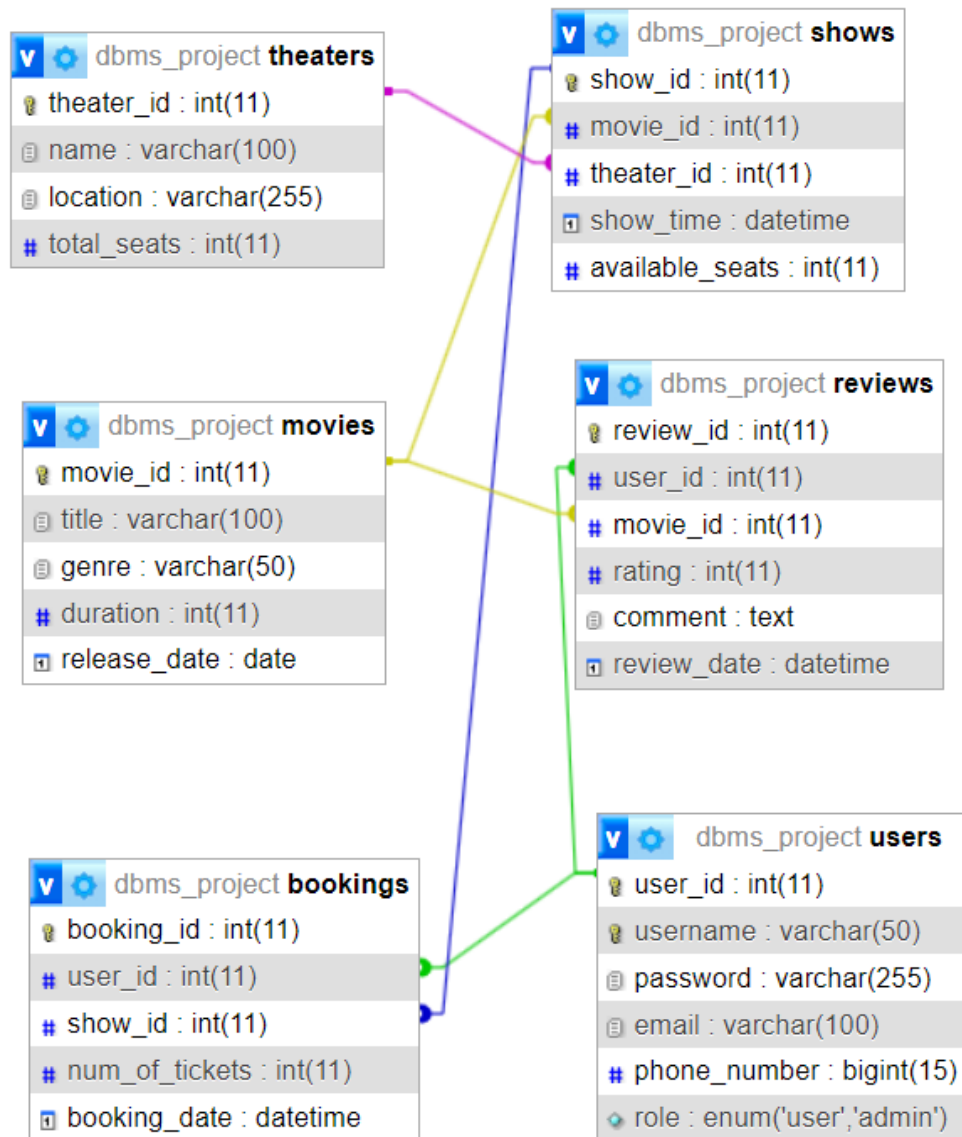 V dbms_project theaters
theater_id : int(11)
name : varchar(100)
location : varchar(255)
# total_seats : int(11)
V dbms_project shows
show_id : int(11)
# movie_id : int(11)
# theater_id : int(11)
show_time : datetime
# available_seats : int(11)
V dbms_project movies
movie_id : int(11)
title : varchar(100)
genre : varchar(50)
# duration : int(11)
release_date : date
V dbms_project reviews
review_id : int(11)
# user_id : int(11)
# movie_id : int(11)
# rating : int(11)
comment : text
review_date : datetime
V dbms_project bookings
booking_id : int(11)
# user_id : int(11)
# show_id : int(11)
# num_of_tickets : int(11)
booking_date : datetime
V dbms_project users
user_id : int(11)
username : varchar(50)
password : varchar(255)
email : varchar(100)
# phone_number : bigint(15)
role : enum('user','admin')